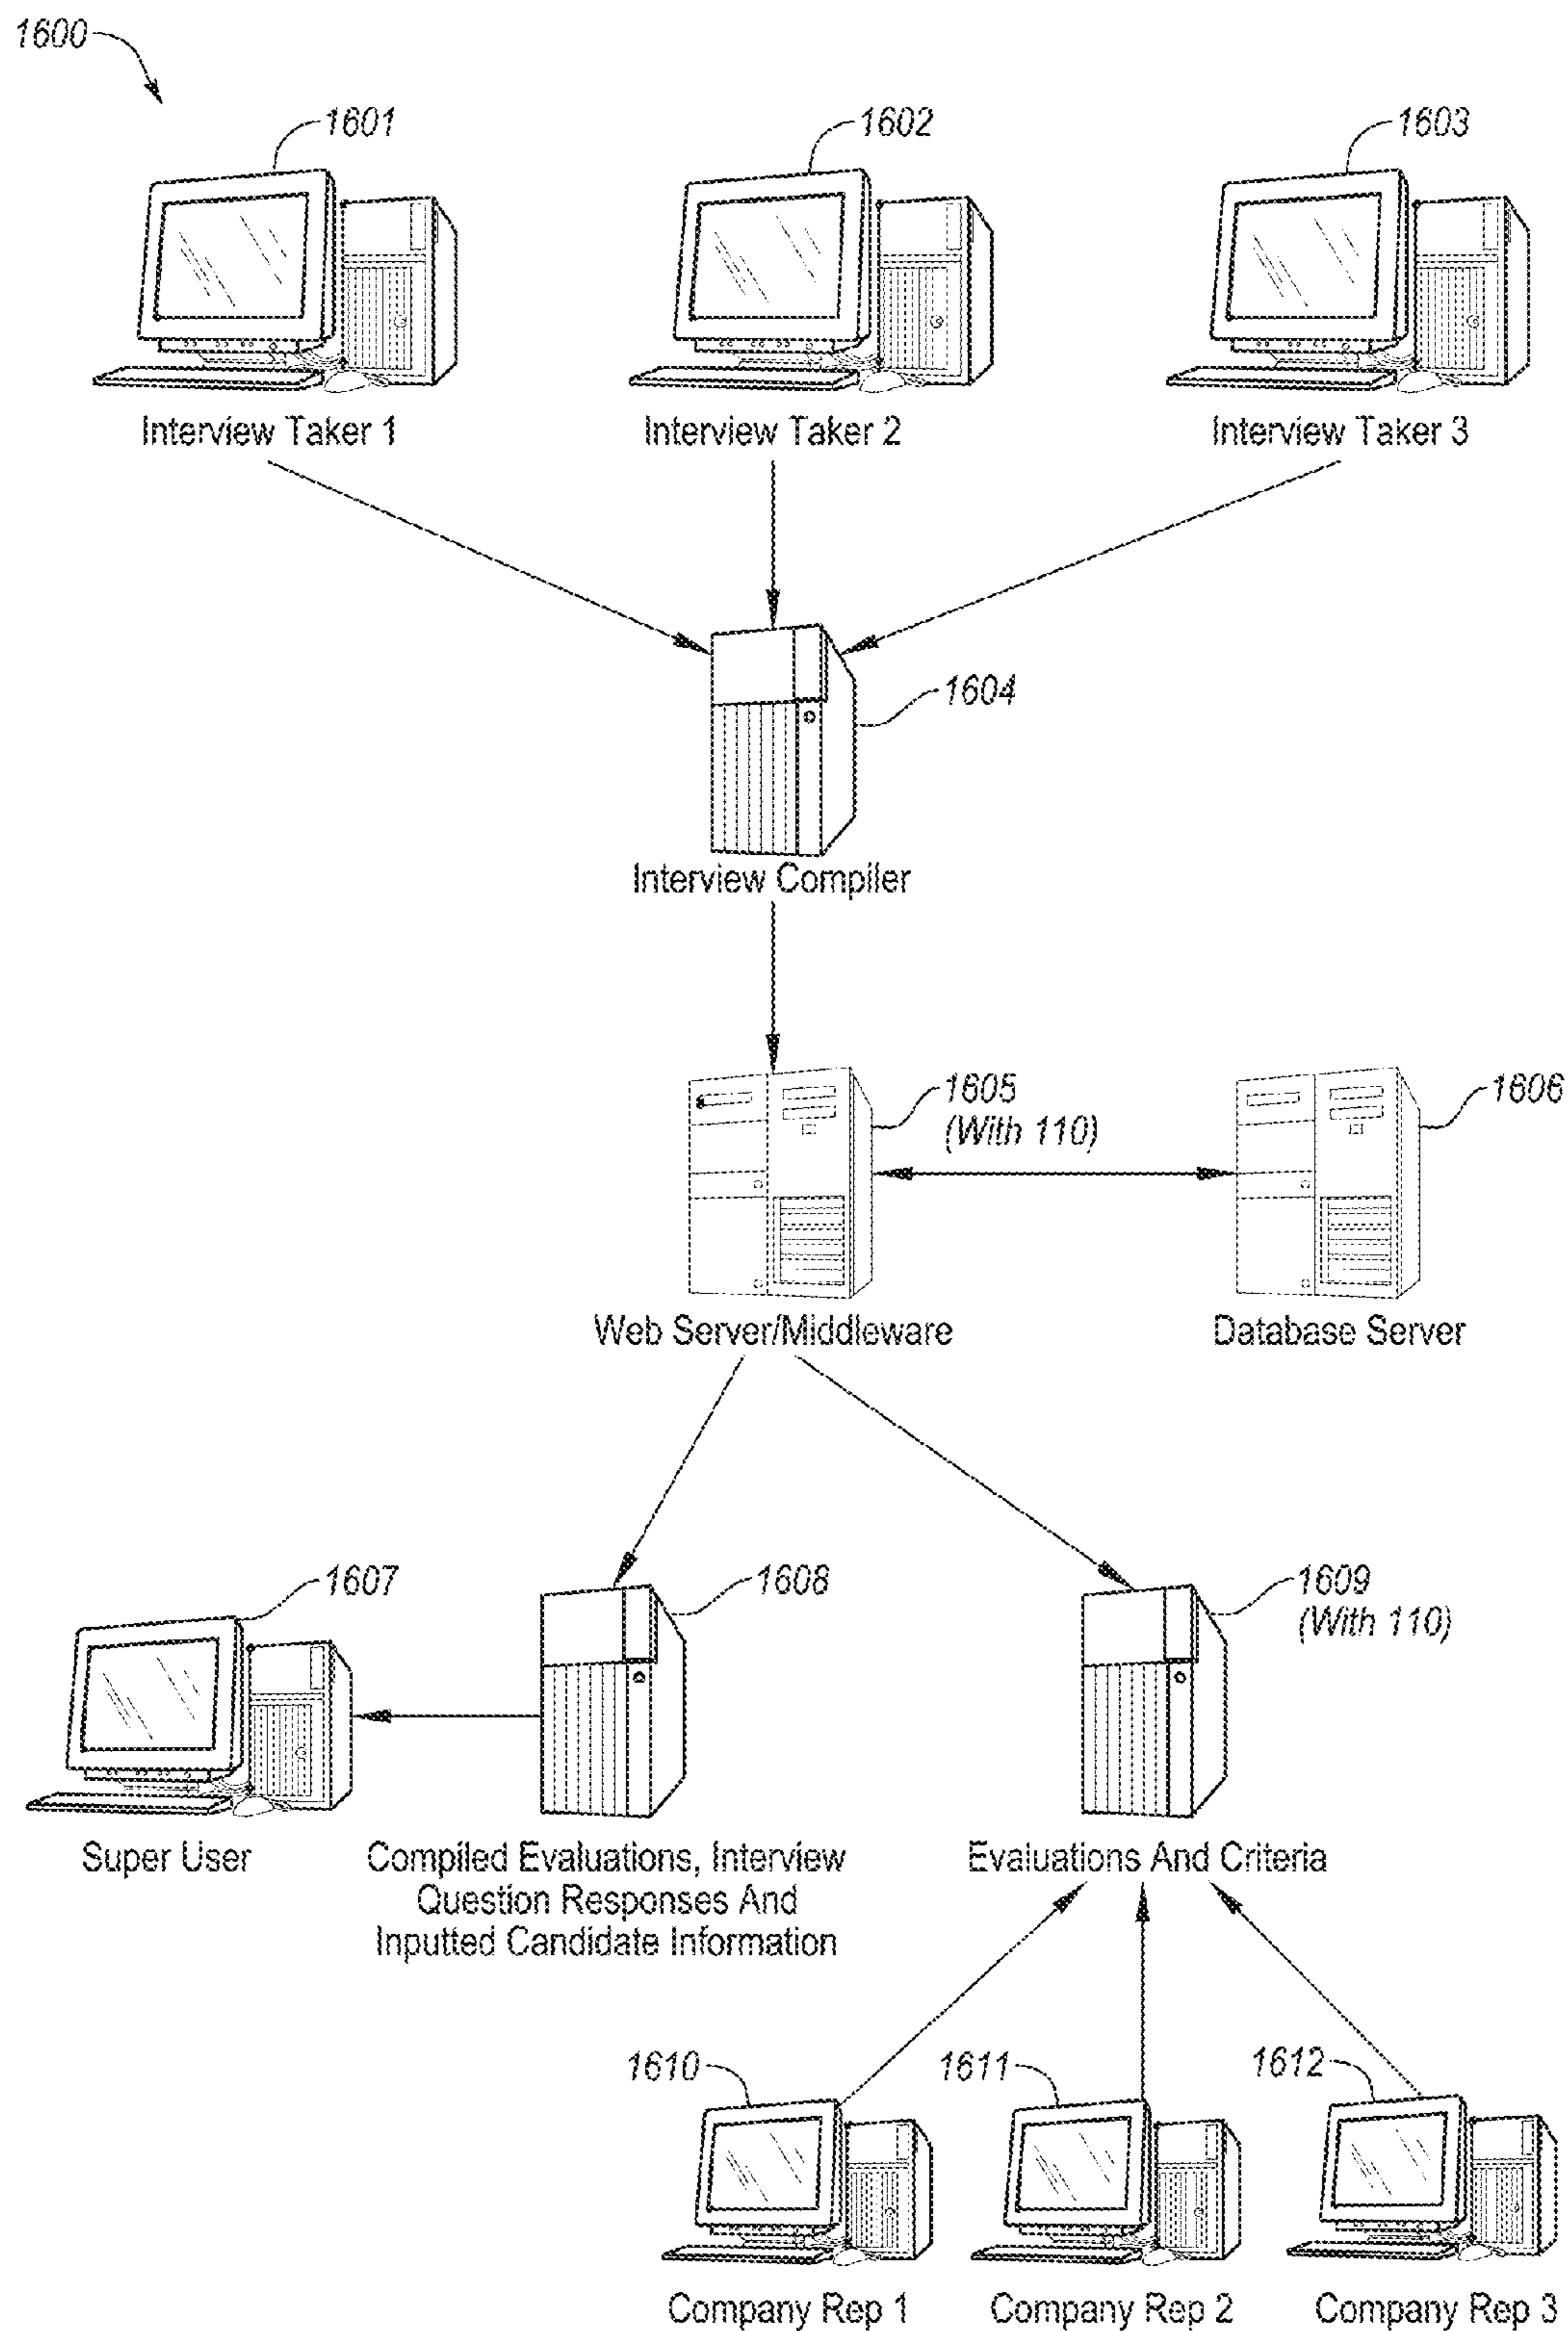 1600
1601
1602
1603
Interview Taker 1
Interview Taker 2
Interview Taker 3
1604
Interview Compiler
1605
(With 110)
1606
Web Server/Middleware
Database Server
1607
1608
1609
(With 110)
Super User
Compiled Evaluations, Interview
Question Responses And
Inputted Candidate Information
Evaluations And Criteria
1610
1611
1612
Company Rep 1
Company Rep 2
Company Rep 3